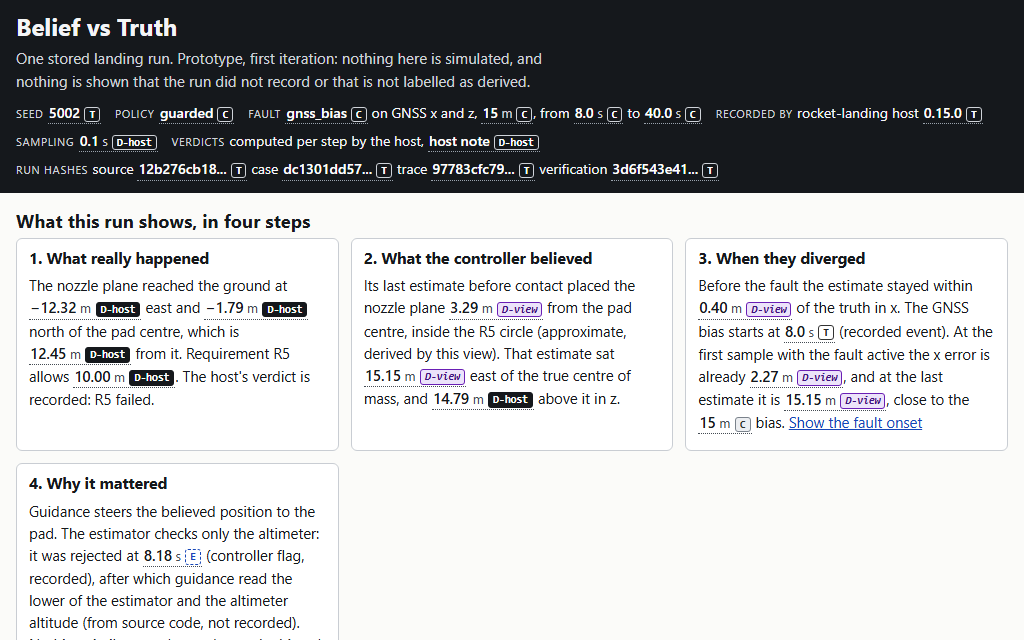 Belief vs Truth
One stored landing run. Prototype, first iteration: nothing here is simulated, and
nothing is shown that the run did not record or that is not labelled as derived.
SEED 5002 T POLICY guarded C FAULT gnss_bias C on GNSS x and z, 15 m C, from 8.0 s C to 40.0 s C RECORDED BY rocket-landing host 0.15.0 T
SAMPLING 0.1 s D-host VERDICTS computed per step by the host, host note D-host
RUN HASHES source 12b276cb18... T case dc1301dd57... T trace 97783cfc79... T verification 3d6f543e41... T
What this run shows, in four steps
1. What really happened
The nozzle plane reached the ground at
−12.32 m D-host east and −1.79 m D-host
north of the pad centre, which is
12.45 m D-host from it. Requirement R5
allows 10.00 m D-host. The host's verdict is
recorded: R5 failed.
2. What the controller believed
Its last estimate before contact placed the
nozzle plane 3.29 m D-view from the pad
centre, inside the R5 circle (approximate,
derived by this view). That estimate sat
15.15 m D-view east of the true centre of
mass, and 14.79 m D-host above it in z.
3. When they diverged
Before the fault the estimate stayed within
0.40 m D-view of the truth in x. The GNSS
bias starts at 8.0 s T (recorded event). At the
first sample with the fault active the x error is
already 2.27 m D-view, and at the last
estimate it is 15.15 m D-view, close to the
15 m C bias. Show the fault onset
4. Why it mattered
Guidance steers the believed position to the
pad. The estimator checks only the altimeter:
it was rejected at 8.18 s E (controller flag,
recorded), after which guidance read the
lower of the estimator and the altimeter
altitude (from source code, not recorded).